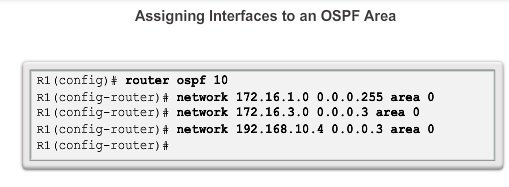 Assigning Interfaces to an OSPF Area
R1(config)# router ospf 10
R1(config-router)# network 172.16.1.0 0.0.0.255 area 0
R1(config-router)# network 172.16.3.0 0.0.0.3 area 0
R1(config-router)# network 192.168.10.4 0.0.0.3 area 0
R1(config-router)#